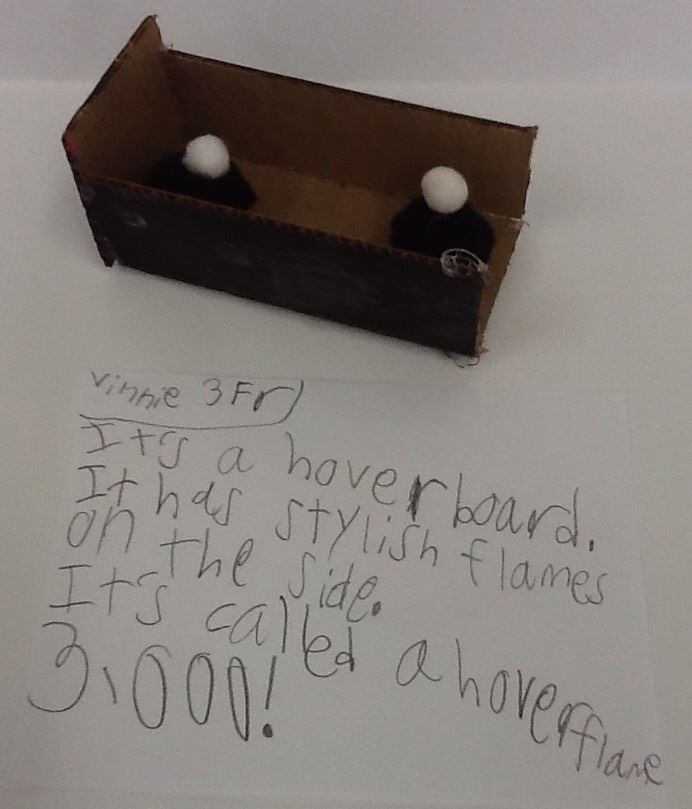 Vinnie 3Fr
It's a hoverboard.
It has stylish flames
on the side.
It's called a hoverflame
3,000!